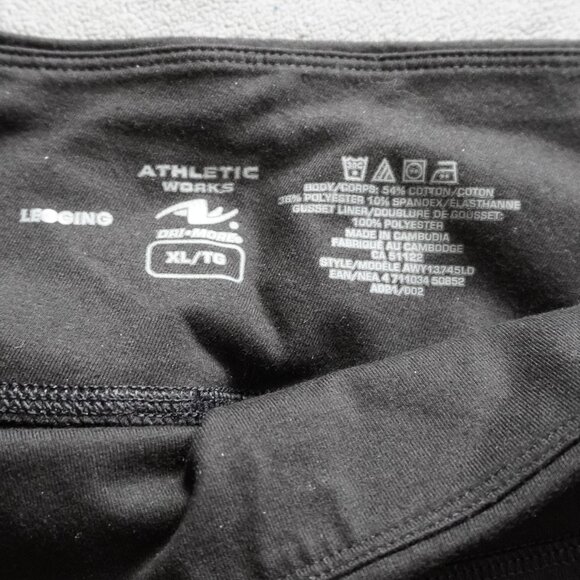 LEGGING
ATHLETIC
WORKS
DRI•MORE
XL/TG
BODY/CORPS: 54% COTTON/COTON
36% POLYESTER 10% SPANDEX/ÉLASTHANNE
GUSSET LINER/DOUBLURE DE GOUSSET:
100% POLYESTER
MADE IN CAMBODIA
FABRIQUÉ AU CAMBODGE
CA 51122
STYLE/MODÈLE AWY13745LD
EAN/NEA 4 711034 50852
A021/002